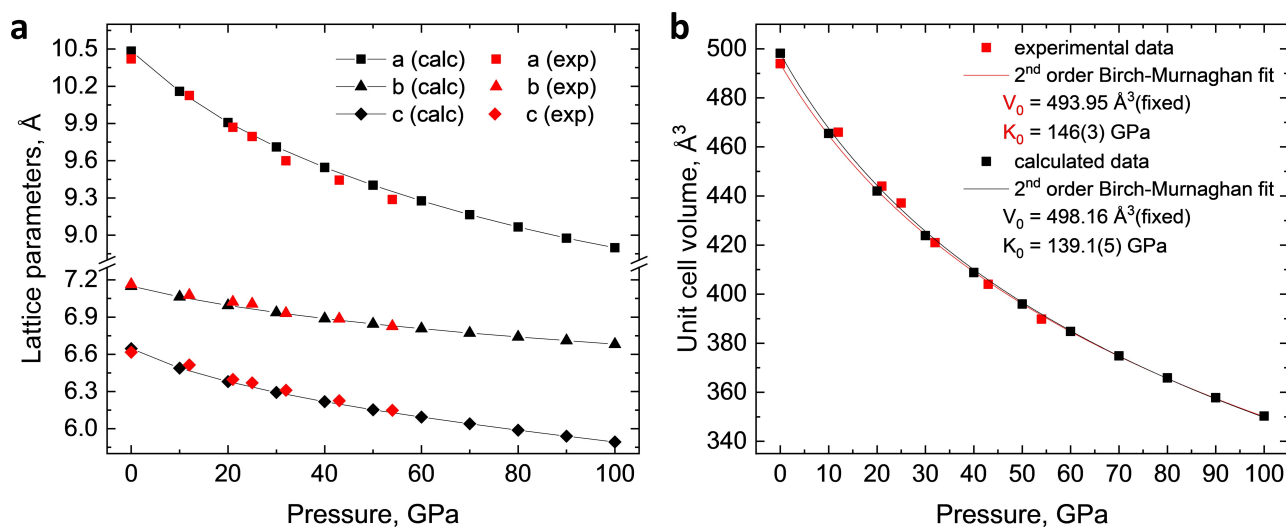 a
10.5
10.2
9.9
9.6
9.3
9.0
7.2
6.9
6.6
6.3
6.0
Lattice parameters, Å
a (calc) a (exp)
b (calc) b (exp)
c (calc) c (exp)
0 20 40 60 80 100
Pressure, GPa
b
500
480
460
440
420
400
380
360
340
Unit cell volume, Å³
experimental data
2nd order Birch-Murnaghan fit
V₀ = 493.95 Å³(fixed)
K₀ = 146(3) GPa
calculated data
2nd order Birch-Murnaghan fit
V₀ = 498.16 Å³(fixed)
K₀ = 139.1(5) GPa
0 10 20 30 40 50 60 70 80 90 100
Pressure, GPa